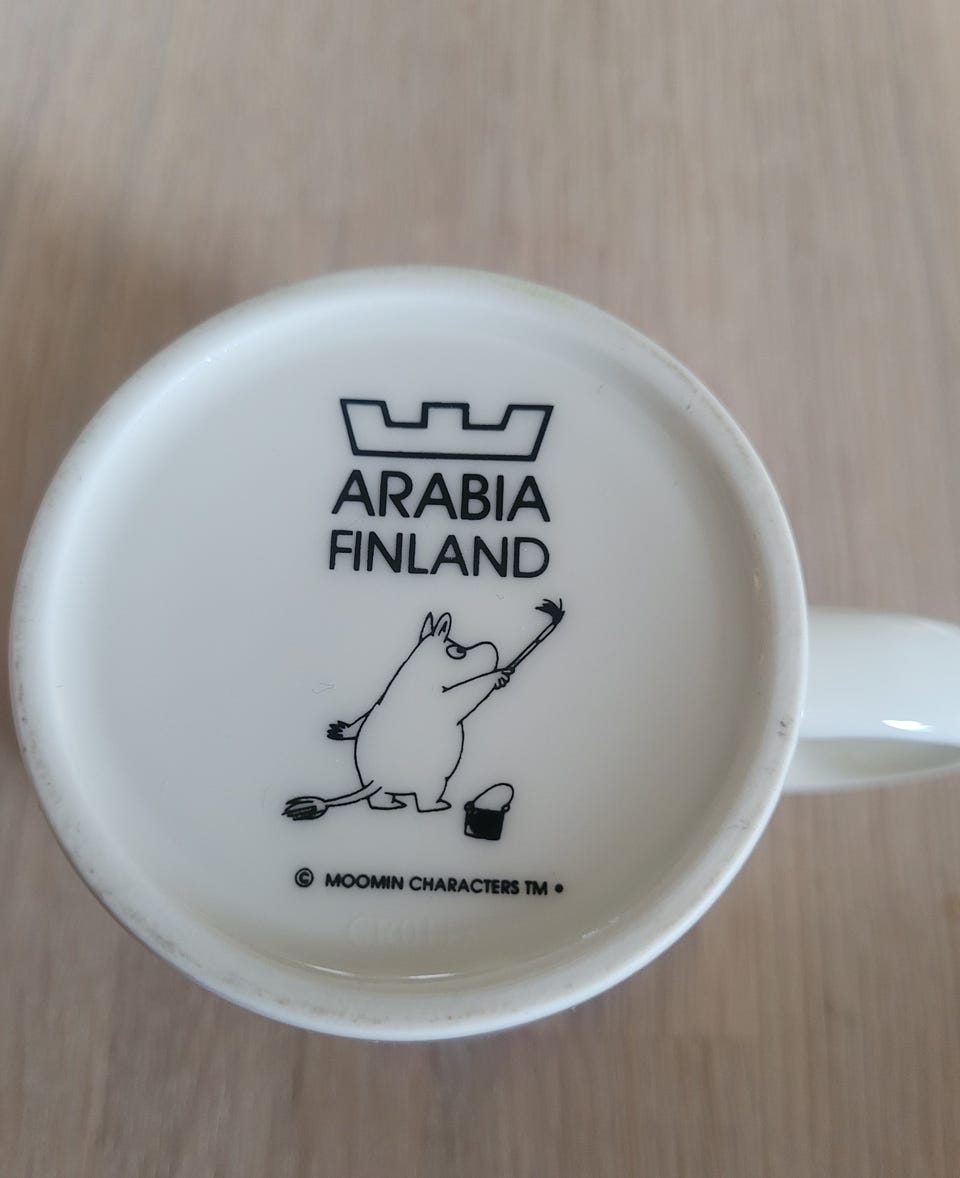 ARABIA
FINLAND
© MOOMIN CHARACTERS TM •